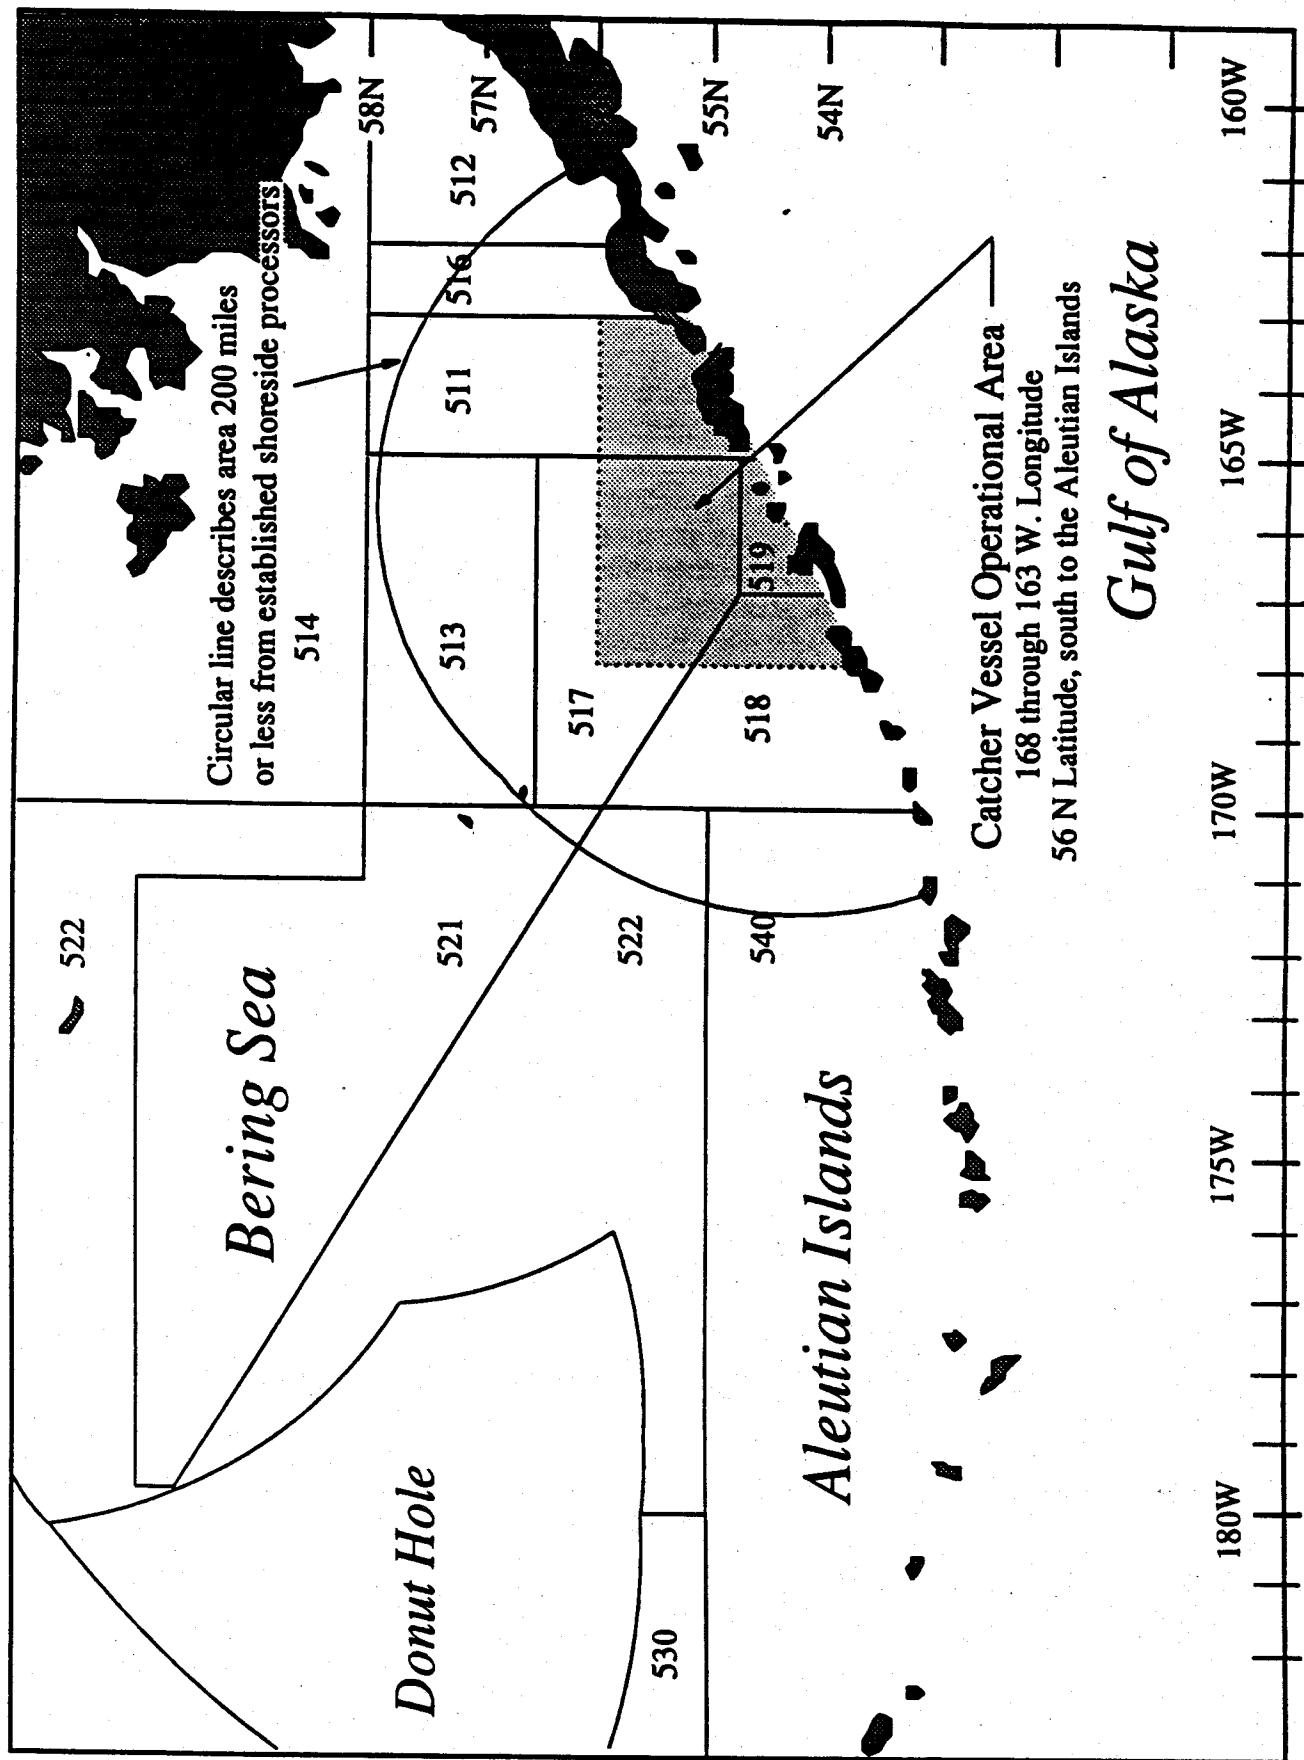 Circular line describes area 200 miles
or less from established shoreside processors
514
522
Bering Sea
58N
57N
55N
54N
512
516
511
513
521
517
522
518
519
540
Donut Hole
530
Aleutian Islands
Catcher Vessel Operational Area
168 through 163 W. Longitude
56 N Latitude, south to the Aleutian Islands
Gulf of Alaska
180W
175W
170W
165W
160W